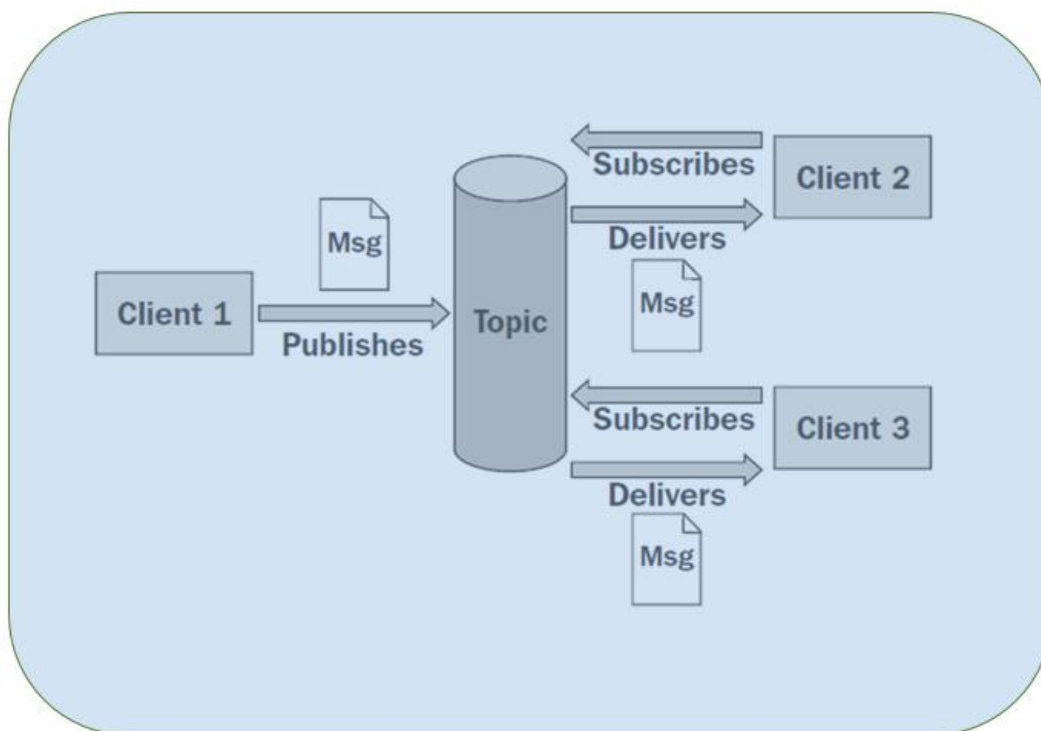 Msg
Client 1
Publishes
Topic
Subscribes
Client 2
Delivers
Msg
Subscribes
Client 3
Delivers
Msg